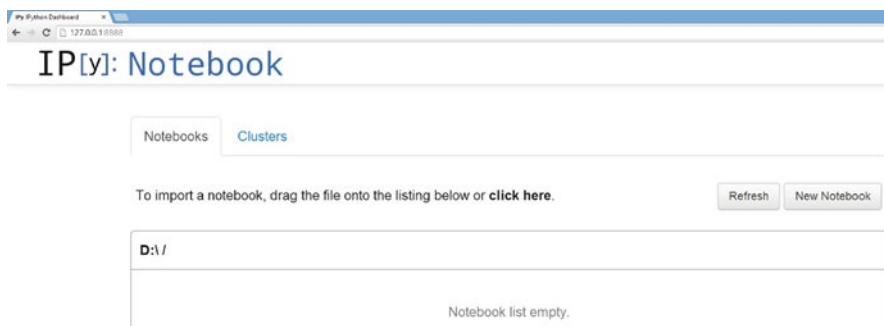 IPy IPython Dashboard
127.0.0.1:8888
IP[y]: Notebook
Notebooks Clusters
To import a notebook, drag the file onto the listing below or click here. Refresh New Notebook
D:\ /
Notebook list empty.